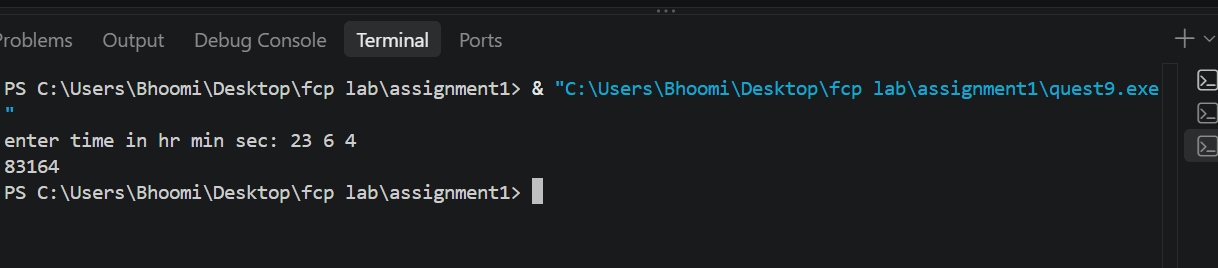 Problems Output Debug Console Terminal Ports
PS C:\Users\Bhoomi\Desktop\fcp lab\assignment1> & "C:\Users\Bhoomi\Desktop\fcp lab\assignment1\quest9.exe
"
enter time in hr min sec: 23 6 4
83164
PS C:\Users\Bhoomi\Desktop\fcp lab\assignment1>